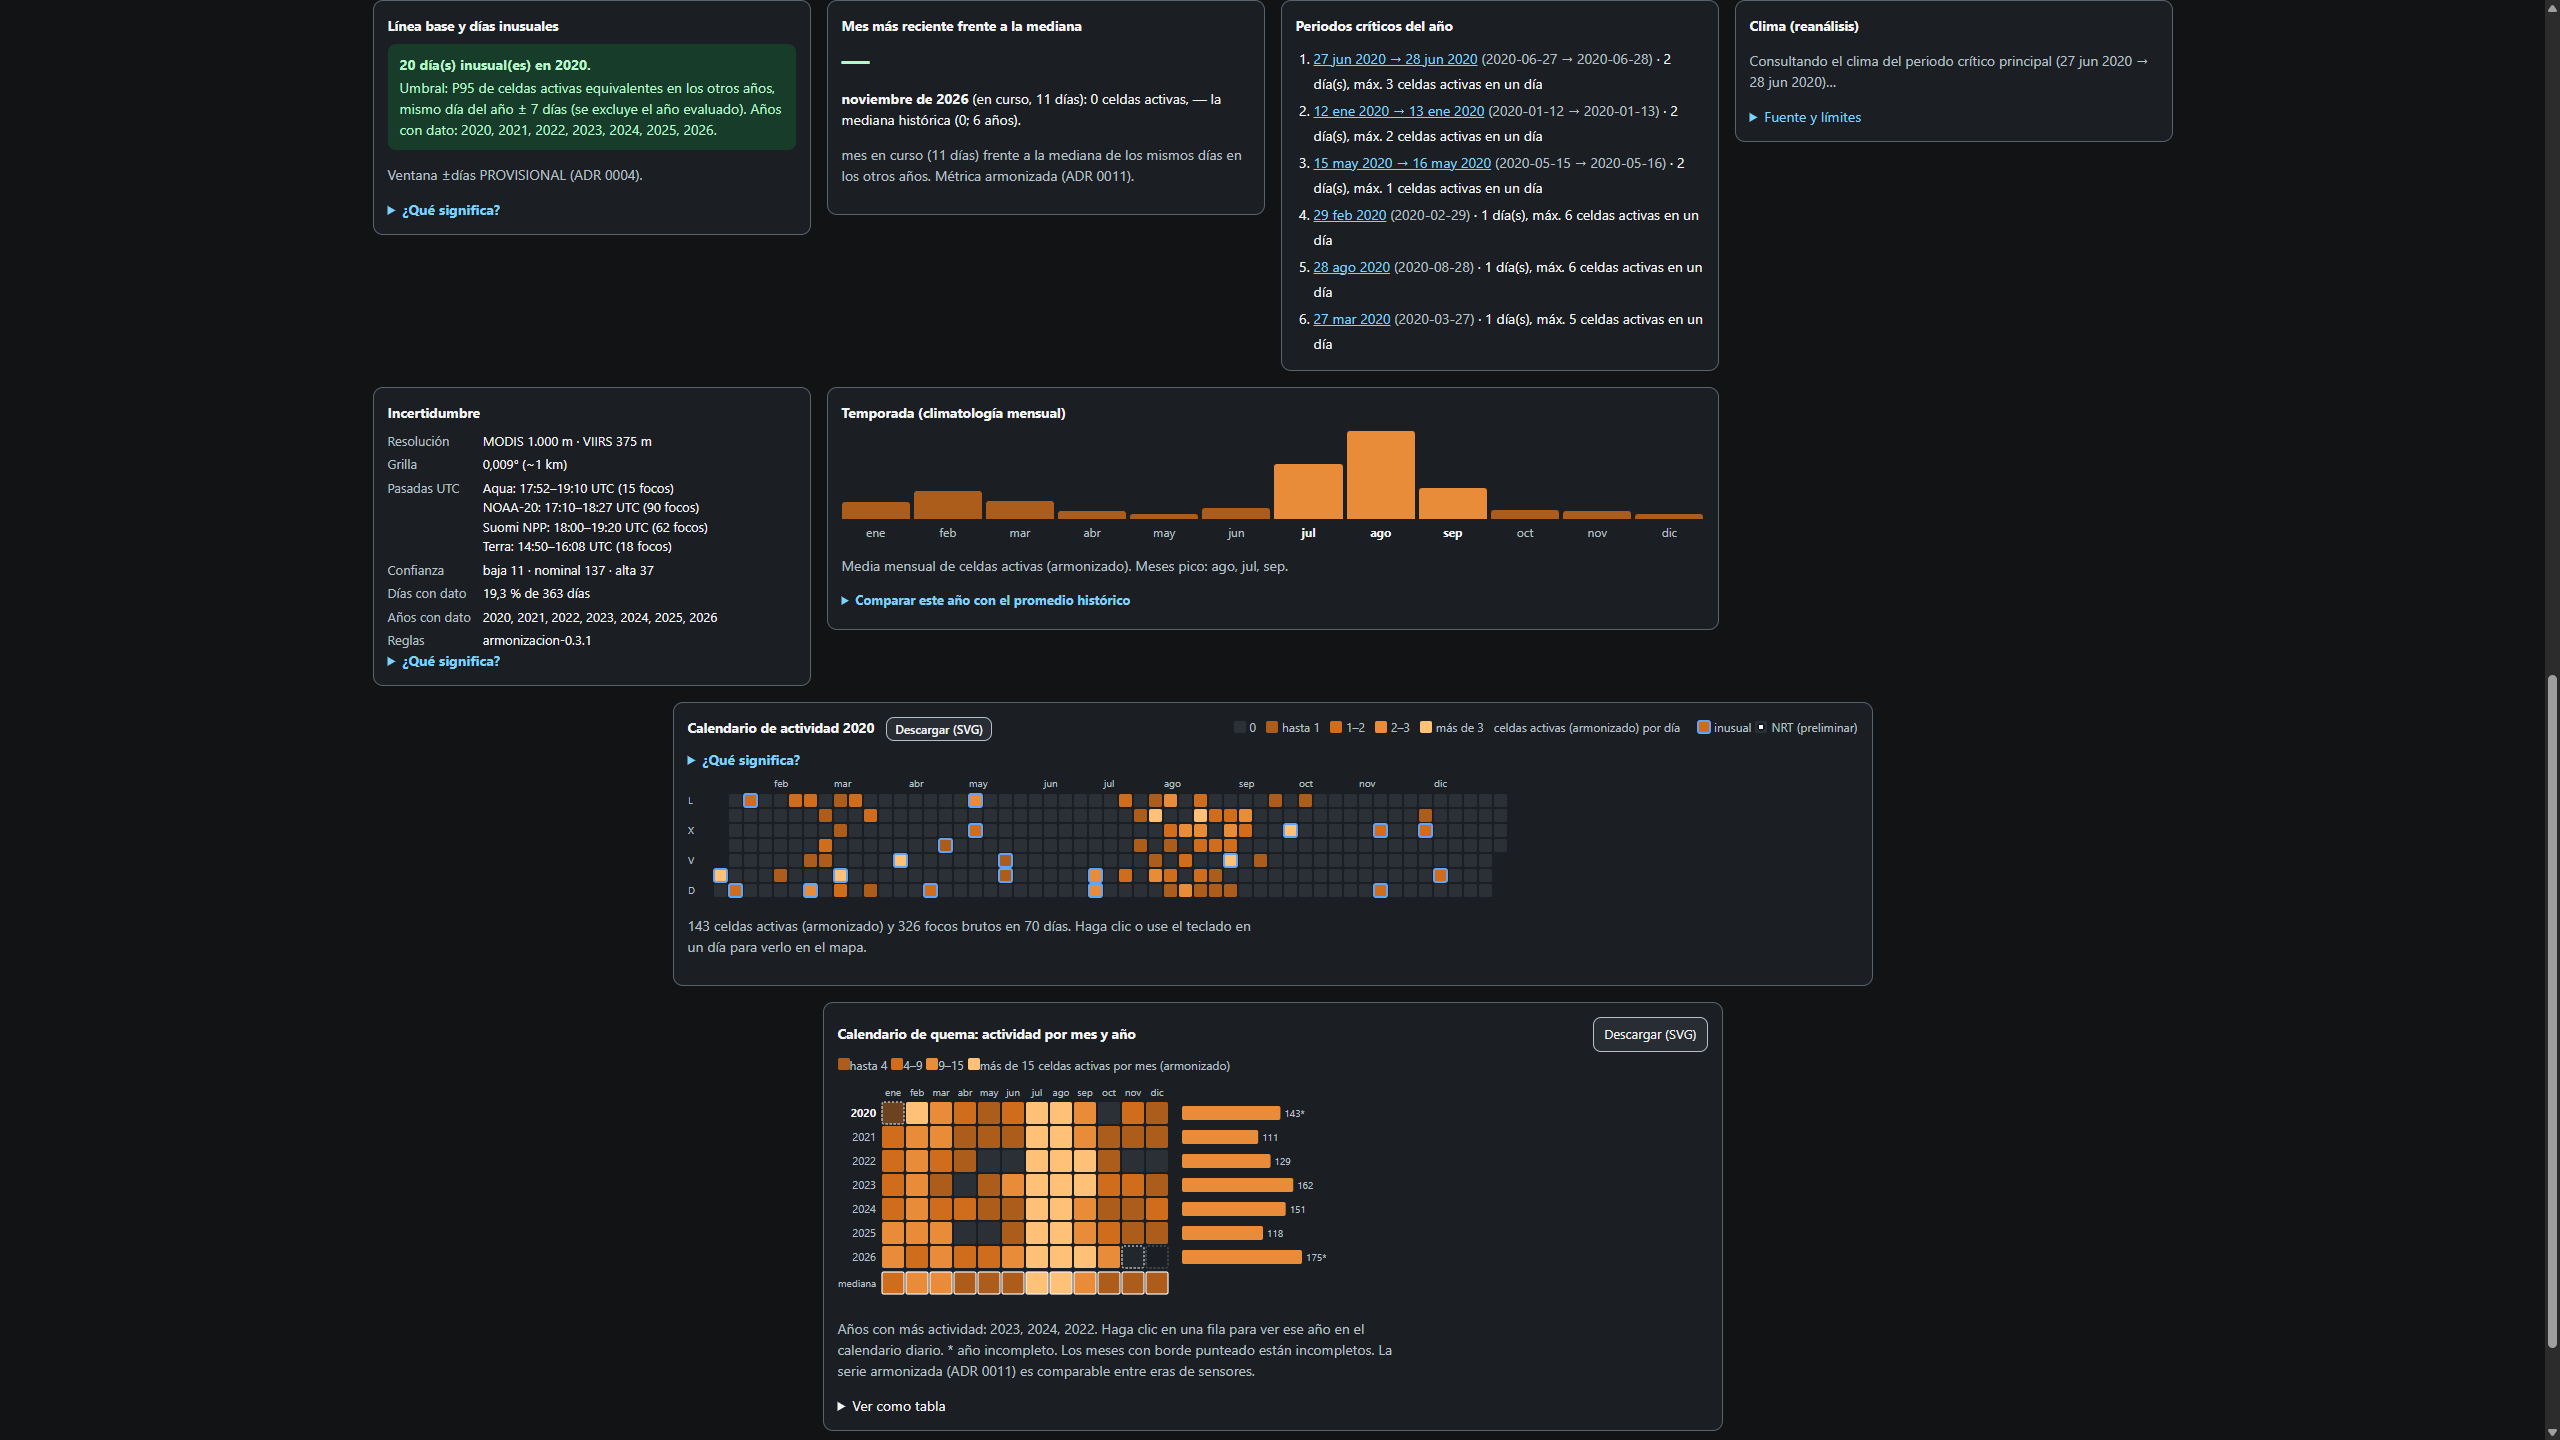 Línea base y días inusuales
20 día(s) inusual(es) en 2020.
Umbral: P95 de celdas activas equivalentes en los otros años,
mismo día del año ± 7 días (se excluye el año evaluado). Años
con dato: 2020, 2021, 2022, 2023, 2024, 2025, 2026.
Ventana ±días PROVISIONAL (ADR 0004).
¿Qué significa?
Mes más reciente frente a la mediana
—
noviembre de 2026 (en curso, 11 días): 0 celdas activas, — la
mediana histórica (0; 6 años).
mes en curso (11 días) frente a la mediana de los mismos días en
los otros años. Métrica armonizada (ADR 0011).
Periodos críticos del año
1. 27 jun 2020 → 28 jun 2020 (2020-06-27 → 2020-06-28) · 2
día(s), máx. 3 celdas activas en un día
2. 12 ene 2020 → 13 ene 2020 (2020-01-12 → 2020-01-13) · 2
día(s), máx. 2 celdas activas en un día
3. 15 may 2020 → 16 may 2020 (2020-05-15 → 2020-05-16) · 2
día(s), máx. 1 celdas activas en un día
4. 29 feb 2020 (2020-02-29) · 1 día(s), máx. 6 celdas activas en un
día
5. 28 ago 2020 (2020-08-28) · 1 día(s), máx. 6 celdas activas en un
día
6. 27 mar 2020 (2020-03-27) · 1 día(s), máx. 5 celdas activas en un
día
Clima (reanálisis)
Consultando el clima del periodo crítico principal (27 jun 2020 →
28 jun 2020)...
Fuente y límites
Incertidumbre
Resolución MODIS 1.000 m · VIIRS 375 m
Grilla 0,009° (~1 km)
Pasadas UTC Aqua: 17:52–19:10 UTC (15 focos)
NOAA-20: 17:10–18:27 UTC (90 focos)
Suomi NPP: 18:00–19:20 UTC (62 focos)
Terra: 14:50–16:08 UTC (18 focos)
Confianza baja 11 · nominal 137 · alta 37
Días con dato 19,3 % de 363 días
Años con dato 2020, 2021, 2022, 2023, 2024, 2025, 2026
Reglas armonizacion-0.3.1
¿Qué significa?
Temporada (climatología mensual)
ene feb mar abr may jun jul ago sep oct nov dic
Media mensual de celdas activas (armonizado). Meses pico: ago, jul, sep.
Comparar este año con el promedio histórico
Calendario de actividad 2020 Descargar (SVG) 0 hasta 1 1–2 2–3 más de 3 celdas activas (armonizado) por día inusual NRT (preliminar)
¿Qué significa?
feb mar abr may jun jul ago sep oct nov dic
L
X
V
D
143 celdas activas (armonizado) y 326 focos brutos en 70 días. Haga clic o use el teclado en
un día para verlo en el mapa.
Calendario de quema: actividad por mes y año Descargar (SVG)
hasta 4 4–9 9–15 más de 15 celdas activas por mes (armonizado)
ene feb mar abr may jun jul ago sep oct nov dic
2020 143*
2021 111
2022 129
2023 162
2024 151
2025 118
2026 175*
mediana
Años con más actividad: 2023, 2024, 2022. Haga clic en una fila para ver ese año en el
calendario diario. * año incompleto. Los meses con borde punteado están incompletos. La
serie armonizada (ADR 0011) es comparable entre eras de sensores.
Ver como tabla